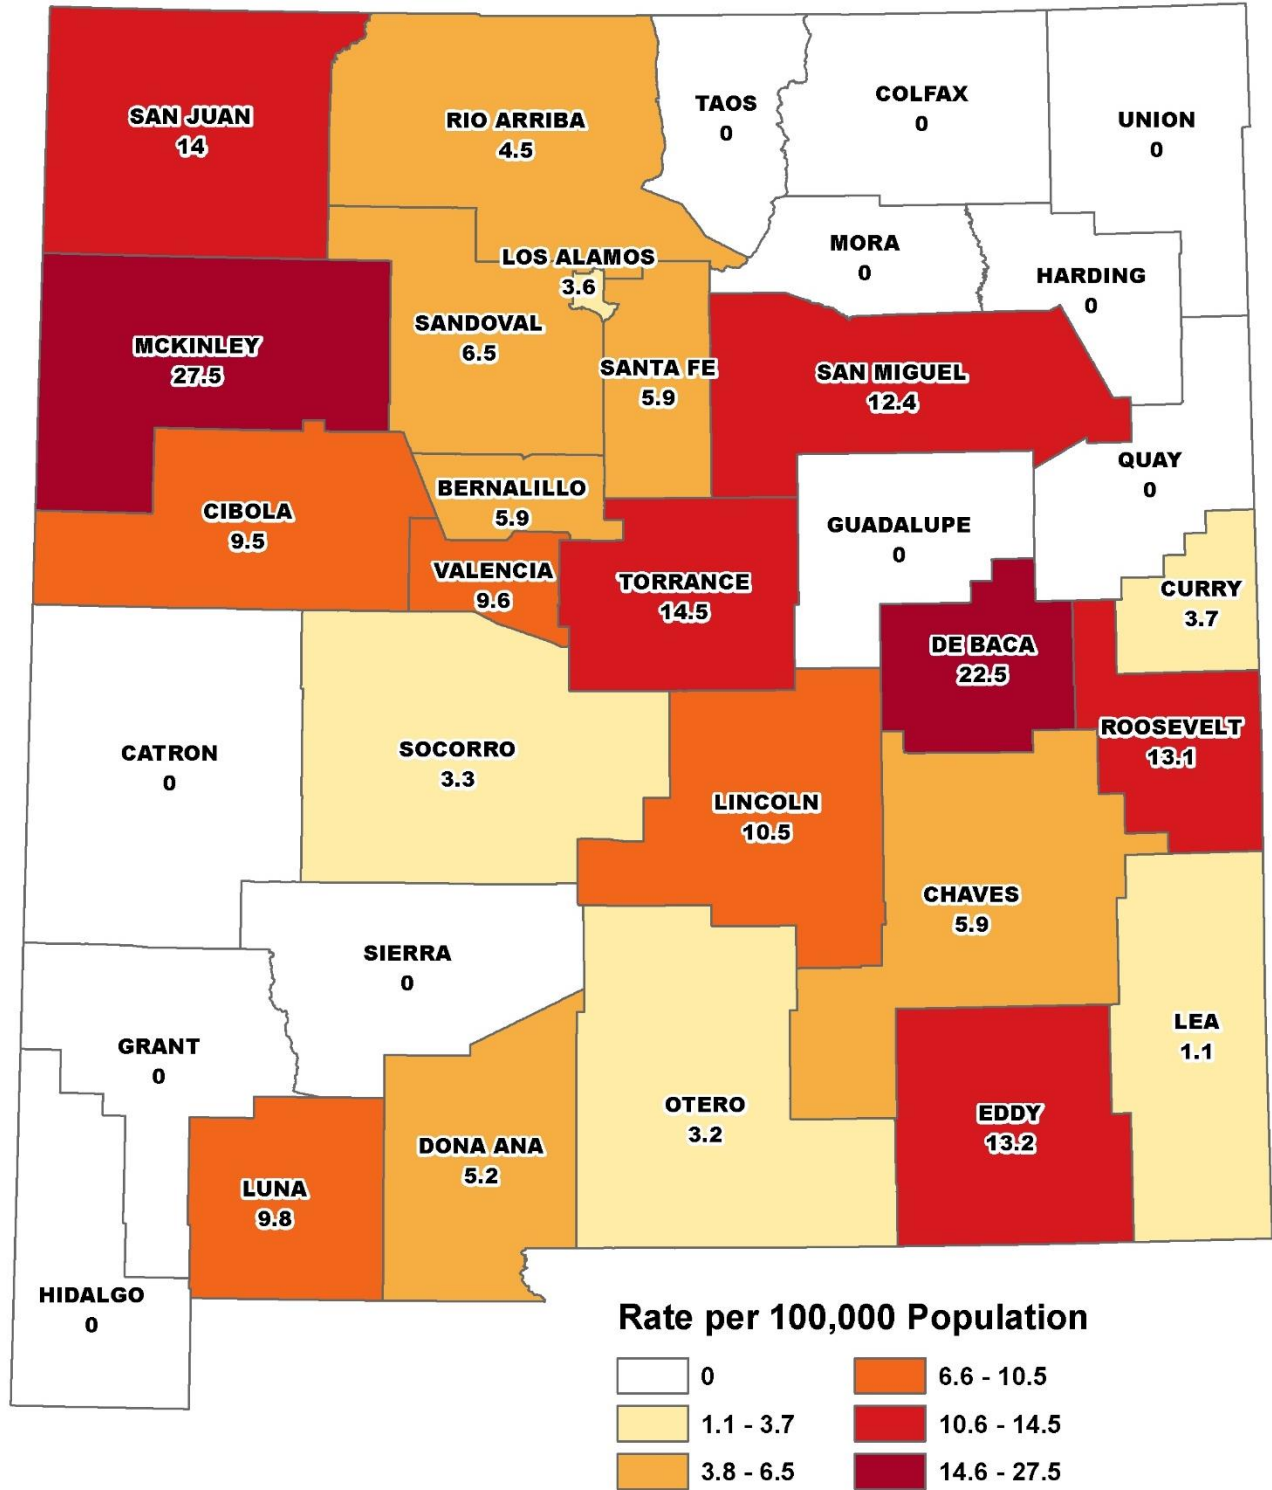 SAN JUAN
14
RIO ARRIBA
4.5
TAOS
0
COLFAX
0
UNION
0
MORA
0
HARDING
0
LOS ALAMOS
3.6
SANDOVAL
6.5
SANTA FE
5.9
SAN MIGUEL
12.4
MCKINLEY
27.5
QUAY
0
CIBOLA
9.5
BERNALILLO
5.9
GUADALUPE
0
VALENCIA
9.6
TORRANCE
14.5
CURRY
3.7
DE BACA
22.5
ROOSEVELT
13.1
CATRON
0
SOCORRO
3.3
LINCOLN
10.5
CHAVES
5.9
SIERRA
0
LEA
1.1
GRANT
0
OTERO
3.2
EDDY
13.2
DONA ANA
5.2
LUNA
9.8
HIDALGO
0
Rate per 100,000 Population
0
1.1 - 3.7
3.8 - 6.5
6.6 - 10.5
10.6 - 14.5
14.6 - 27.5